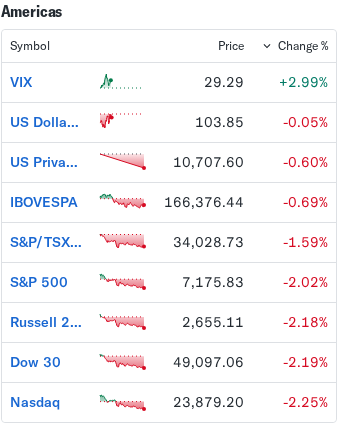 Americas
Symbol Price Change %
VIX 29.29 +2.99%
US Dolla... 103.85 -0.05%
US Priva... 10,707.60 -0.60%
IBOVESPA 166,376.44 -0.69%
S&P/TSX... 34,028.73 -1.59%
S&P 500 7,175.83 -2.02%
Russell 2... 2,655.11 -2.18%
Dow 30 49,097.06 -2.19%
Nasdaq 23,879.20 -2.25%